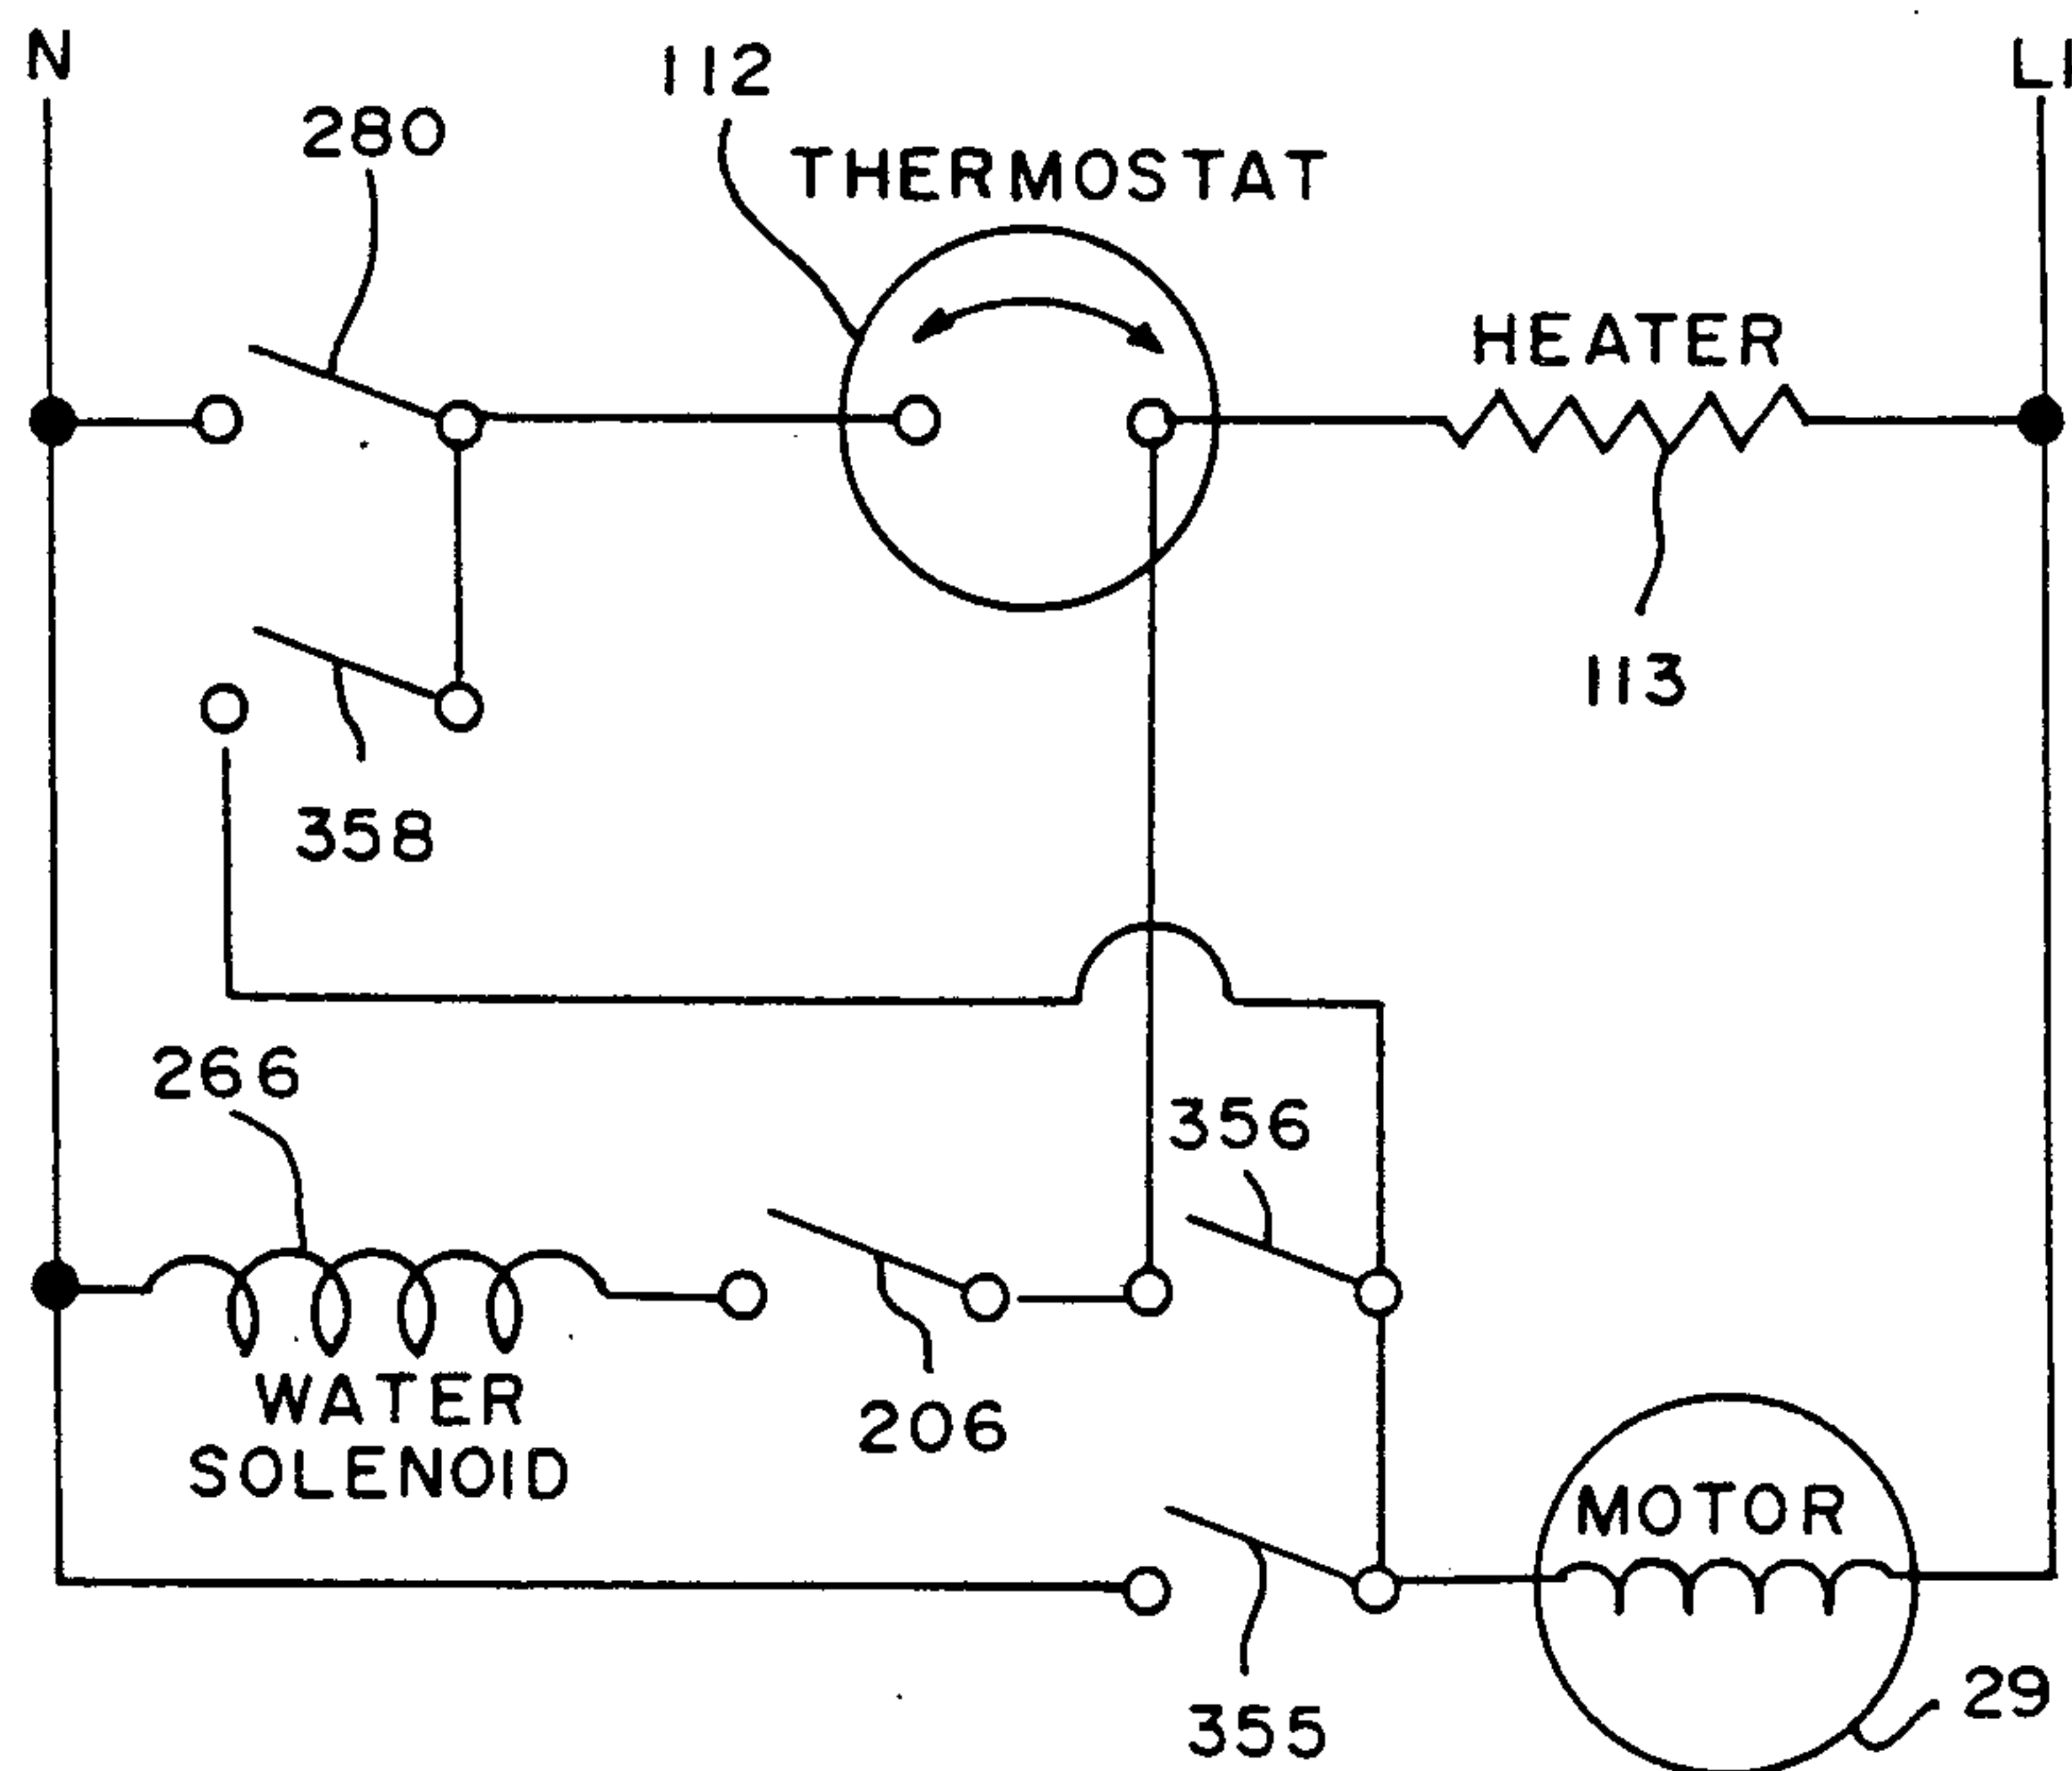 N
112
L1
280
THERMOSTAT
HEATER
113
358
266
356
WATER
SOLENOID
206
MOTOR
355
29